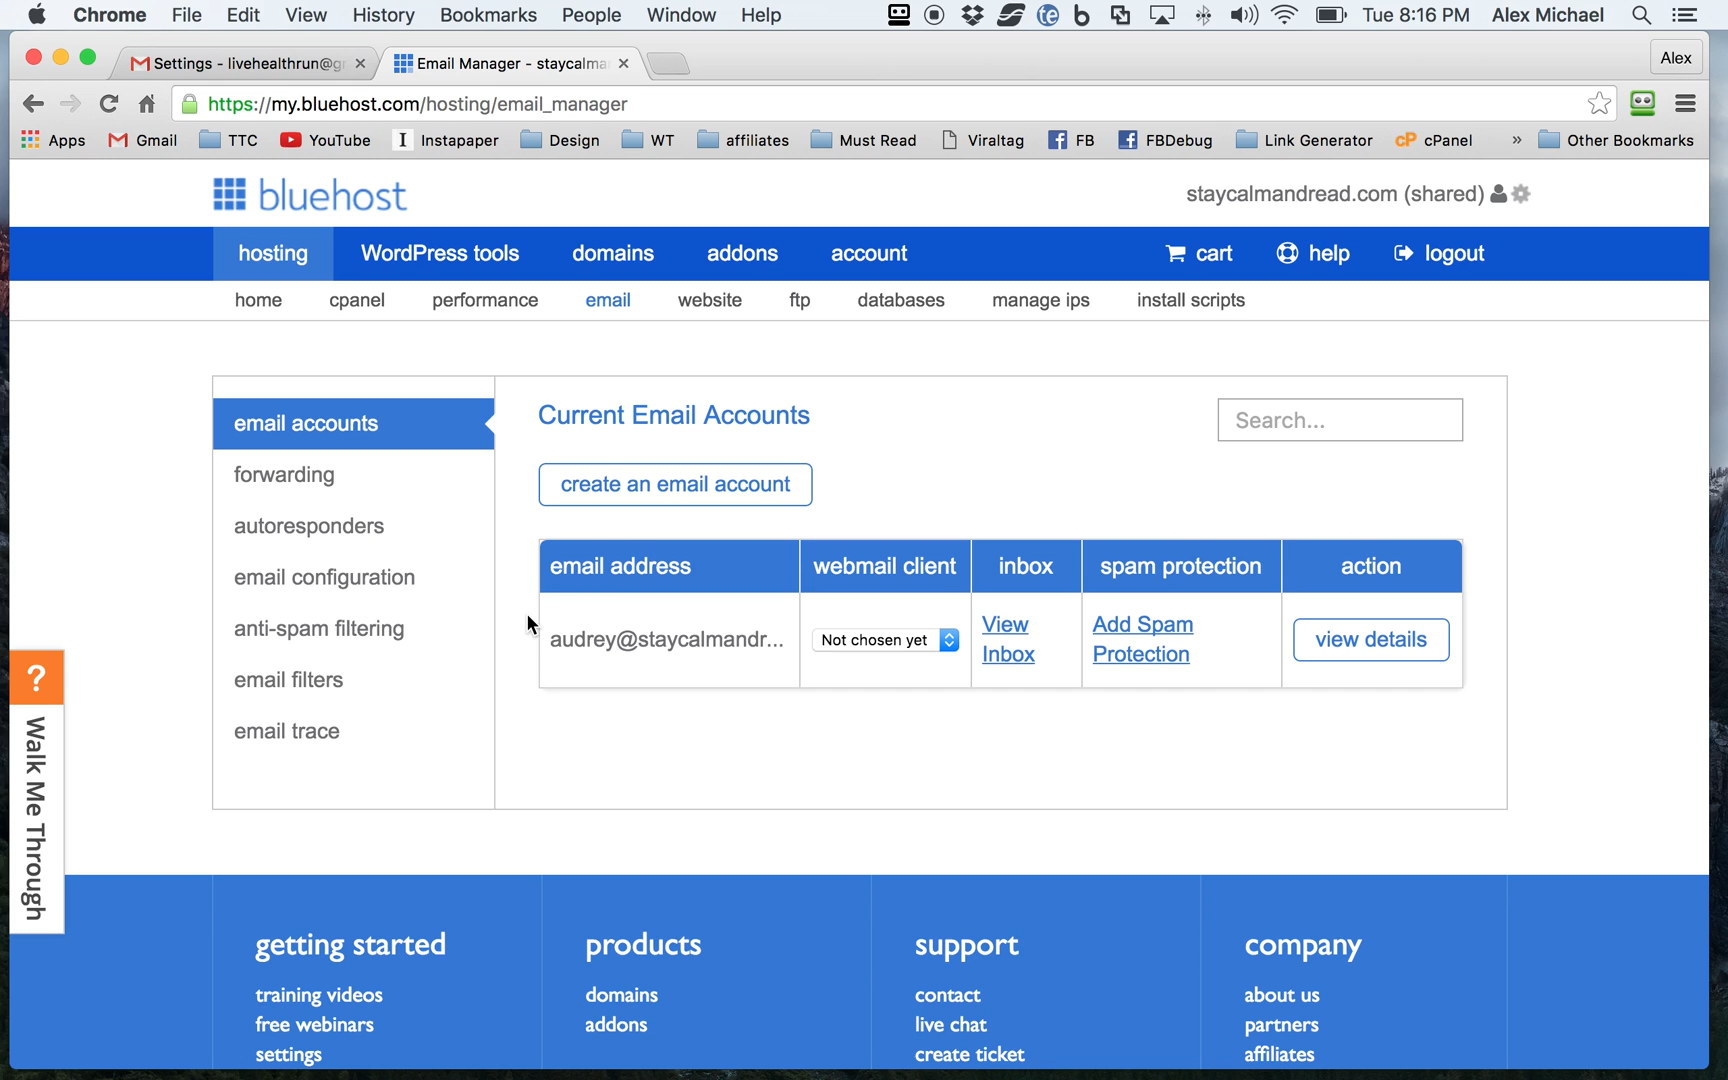 Chrome File Edit View History Bookmarks People Window Help Tue 8:16 PM Alex Michael
Settings - livehealthrun@g Email Manager - staycalma Alex
https://my.bluehost.com/hosting/email_manager
Apps Gmail TTC YouTube Instapaper Design WT affiliates Must Read Viraltag FB FBDebug Link Generator cPanel » Other Bookmarks
bluehost staycalmandread.com (shared)
hosting WordPress tools domains addons account cart help logout
home cpanel performance email website ftp databases manage ips install scripts
email accounts
forwarding
autoresponders
email configuration
anti-spam filtering
email filters
email trace
Current Email Accounts
Search...
create an email account
email address webmail client inbox spam protection action
audrey@staycalmandr... Not chosen yet View Inbox Add Spam Protection view details
? Walk Me Through
getting started
training videos
free webinars
settings
products
domains
addons
support
contact
live chat
create ticket
company
about us
partners
affiliates